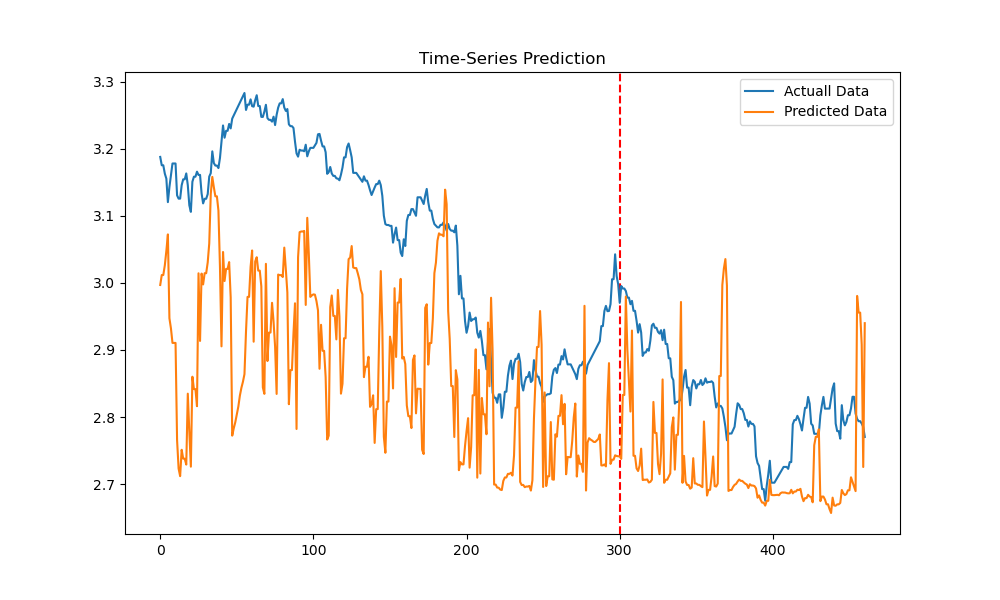 Time-Series Prediction
Actuall Data
Predicted Data
3.3
3.2
3.1
3.0
2.9
2.8
2.7
0 100 200 300 400